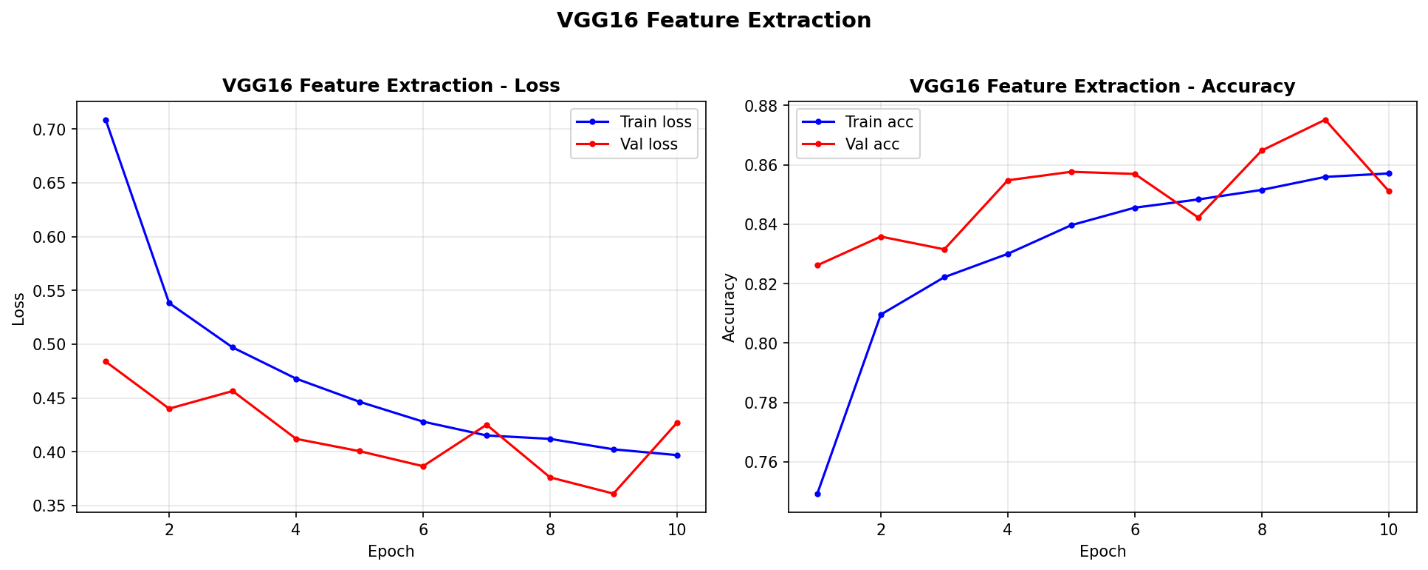 VGG16 Feature Extraction
VGG16 Feature Extraction - Loss
Train loss
Val loss
0.70
0.65
0.60
0.55
0.50
0.45
0.40
0.35
Loss
2 4 6 8 10
Epoch
VGG16 Feature Extraction - Accuracy
Train acc
Val acc
0.88
0.86
0.84
0.82
0.80
0.78
0.76
Accuracy
2 4 6 8 10
Epoch